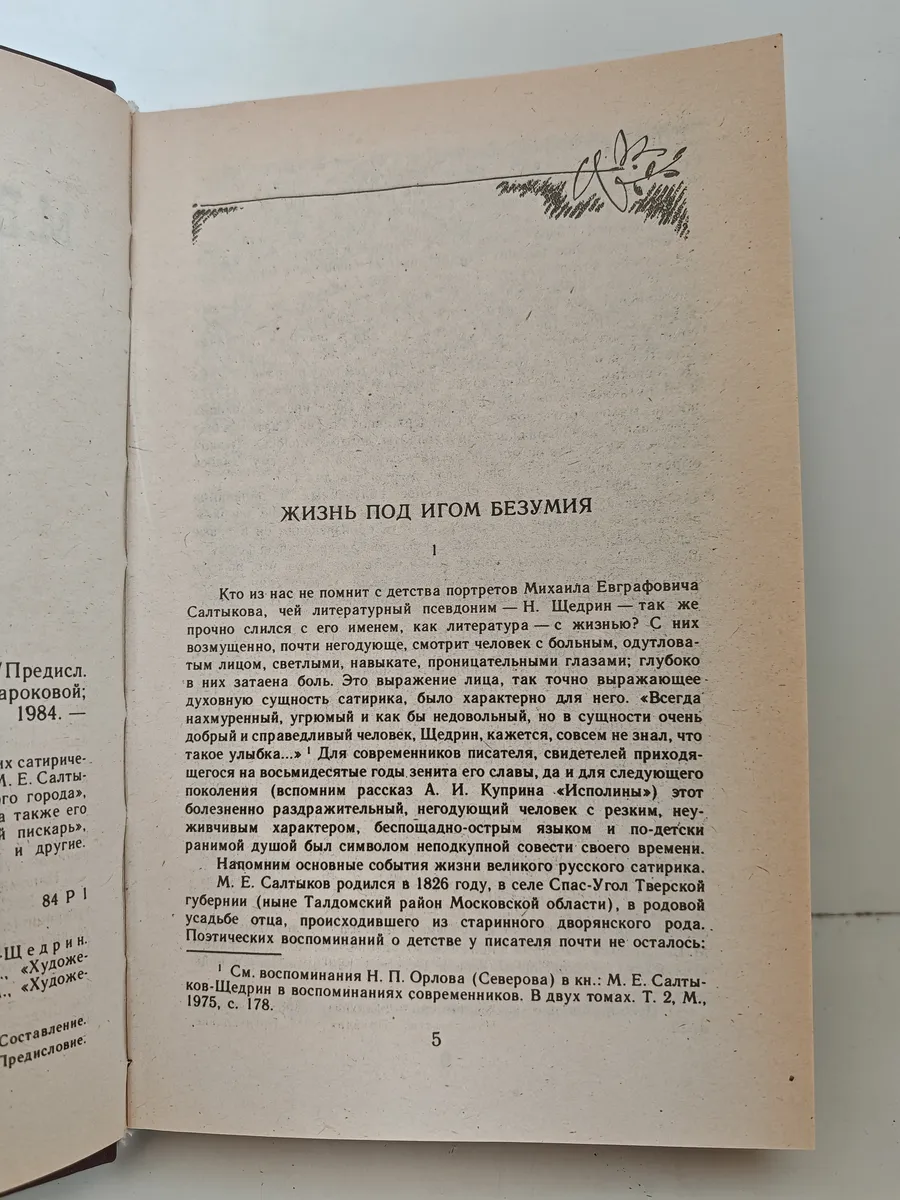 Предисл.
ароковой;
1984. —
их сатириче-
М. Е. Салты-
ого города»,
а также его
й пискарь»,
и другие.
84 Р 1
-Щедрин.
., «Художе-
., «Художе-
Составление.
Предисловие.
ЖИЗНЬ ПОД ИГОМ БЕЗУМИЯ
1
Кто из нас не помнит с детства портретов Михаила Евграфовича
Салтыкова, чей литературный псевдоним — Н. Щедрин — так же
прочно слился с его именем, как литература — с жизнью? С них
возмущенно, почти негодующе, смотрит человек с больным, одутлова-
тым лицом, светлыми, навыкате, проницательными глазами; глубоко
в них затаена боль. Это выражение лица, так точно выражающее
духовную сущность сатирика, было характерно для него. «Всегда
нахмуренный, угрюмый и как бы недовольный, но в сущности очень
добрый и справедливый человек, Щедрин, кажется, совсем не знал, что
такое улыбка...» 1 Для современников писателя, свидетелей приходя-
щегося на восьмидесятые годы зенита его славы, да и для следующего
поколения (вспомним рассказ А. И. Куприна «Исполины») этот
болезненно раздражительный, негодующий человек с резким, неу-
живчивым характером, беспощадно-острым языком и по-детски
ранимой душой был символом неподкупной совести своего времени.
Напомним основные события жизни великого русского сатирика.
М. Е. Салтыков родился в 1826 году, в селе Спас-Угол Тверской
губернии (ныне Талдомский район Московской области), в родовой
усадьбе отца, происходившего из старинного дворянского рода.
Поэтических воспоминаний о детстве у писателя почти не осталось:
1 См. воспоминания Н. П. Орлова (Северова) в кн.: М. Е. Салты-
ков-Щедрин в воспоминаниях современников. В двух томах. Т. 2, М.,
1975, с. 178.
5